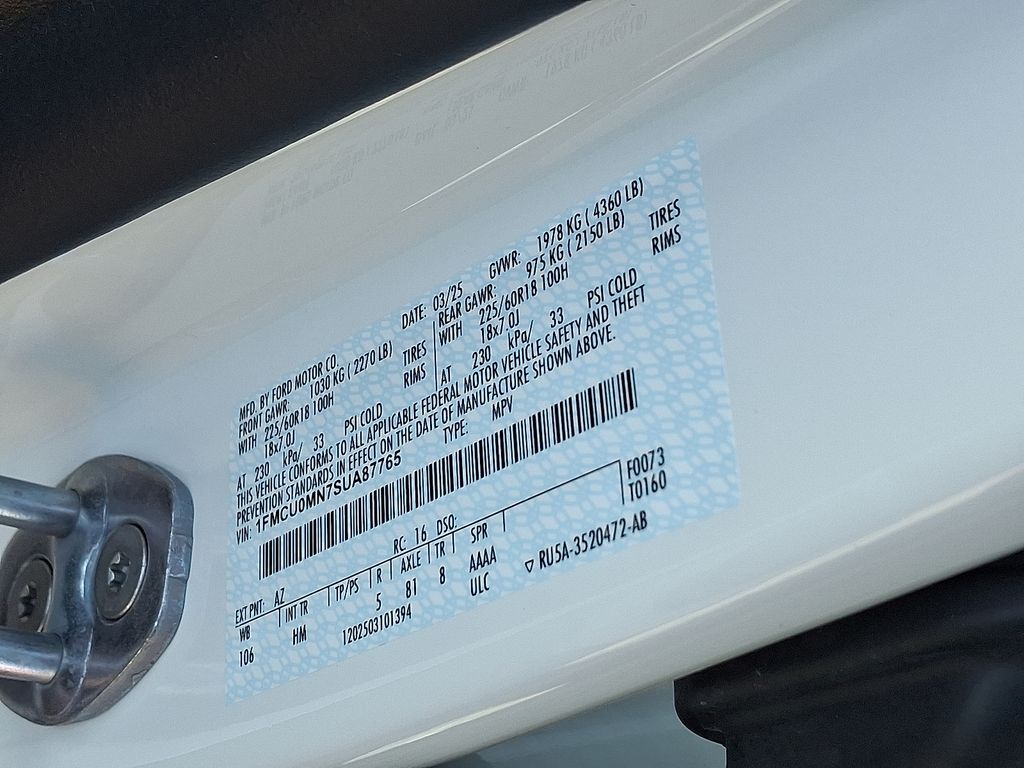 MFD. BY FORD MOTOR CO.
DATE: 03/25 GVWR: 1978 KG ( 4360 LB)
FRONT GAWR: 1030 KG ( 2270 LB) REAR GAWR: 975 KG ( 2150 LB)
WITH 225/60R18 100H TIRES WITH 225/60R18 100H TIRES
18x7.0J RIMS 18x7.0J RIMS
AT 230 kPa/ 33 PSI COLD AT 230 kPa/ 33 PSI COLD
THIS VEHICLE CONFORMS TO ALL APPLICABLE FEDERAL MOTOR VEHICLE SAFETY AND THEFT
PREVENTION STANDARDS IN EFFECT ON THE DATE OF MANUFACTURE SHOWN ABOVE.
VIN: 1FMCU0MN7SUA87765 TYPE: MPV
EXT PNT: AZ RC: 16 DSO: F0073
WB INT TR TP/PS R AXLE TR SPR T0160
106 HM 5 81 8 AAAA
1202503101394 ULC ▽ RU5A-3520472-AB